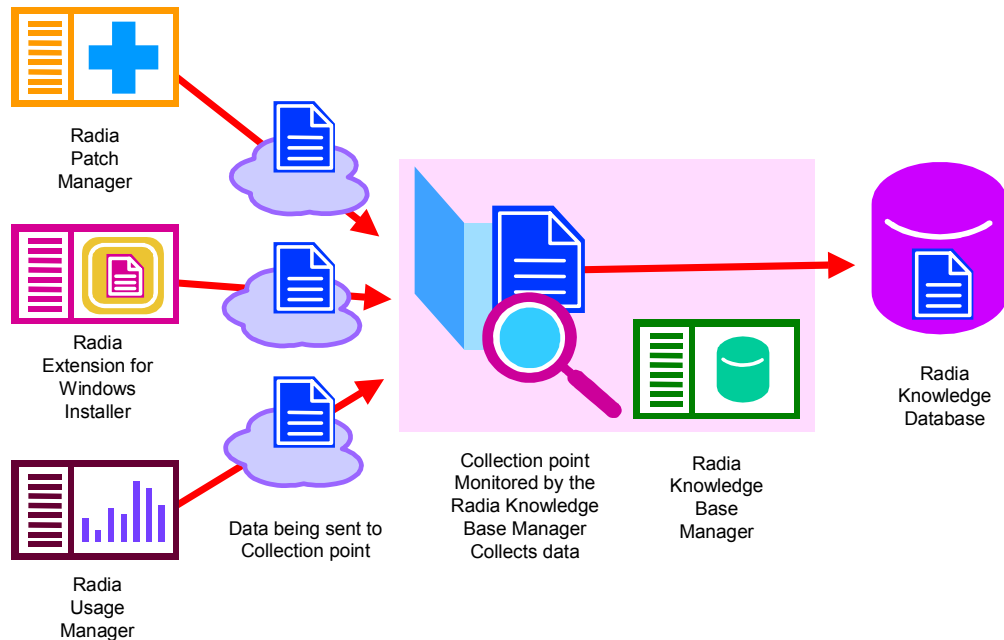 Radia
Patch
Manager
Radia
Extension for
Windows
Installer
Radia
Usage
Manager
Data being sent to
Collection point
Collection point
Monitored by the
Radia Knowledge
Base Manager
Collects data
Radia
Knowledge
Base
Manager
Radia
Knowledge
Database